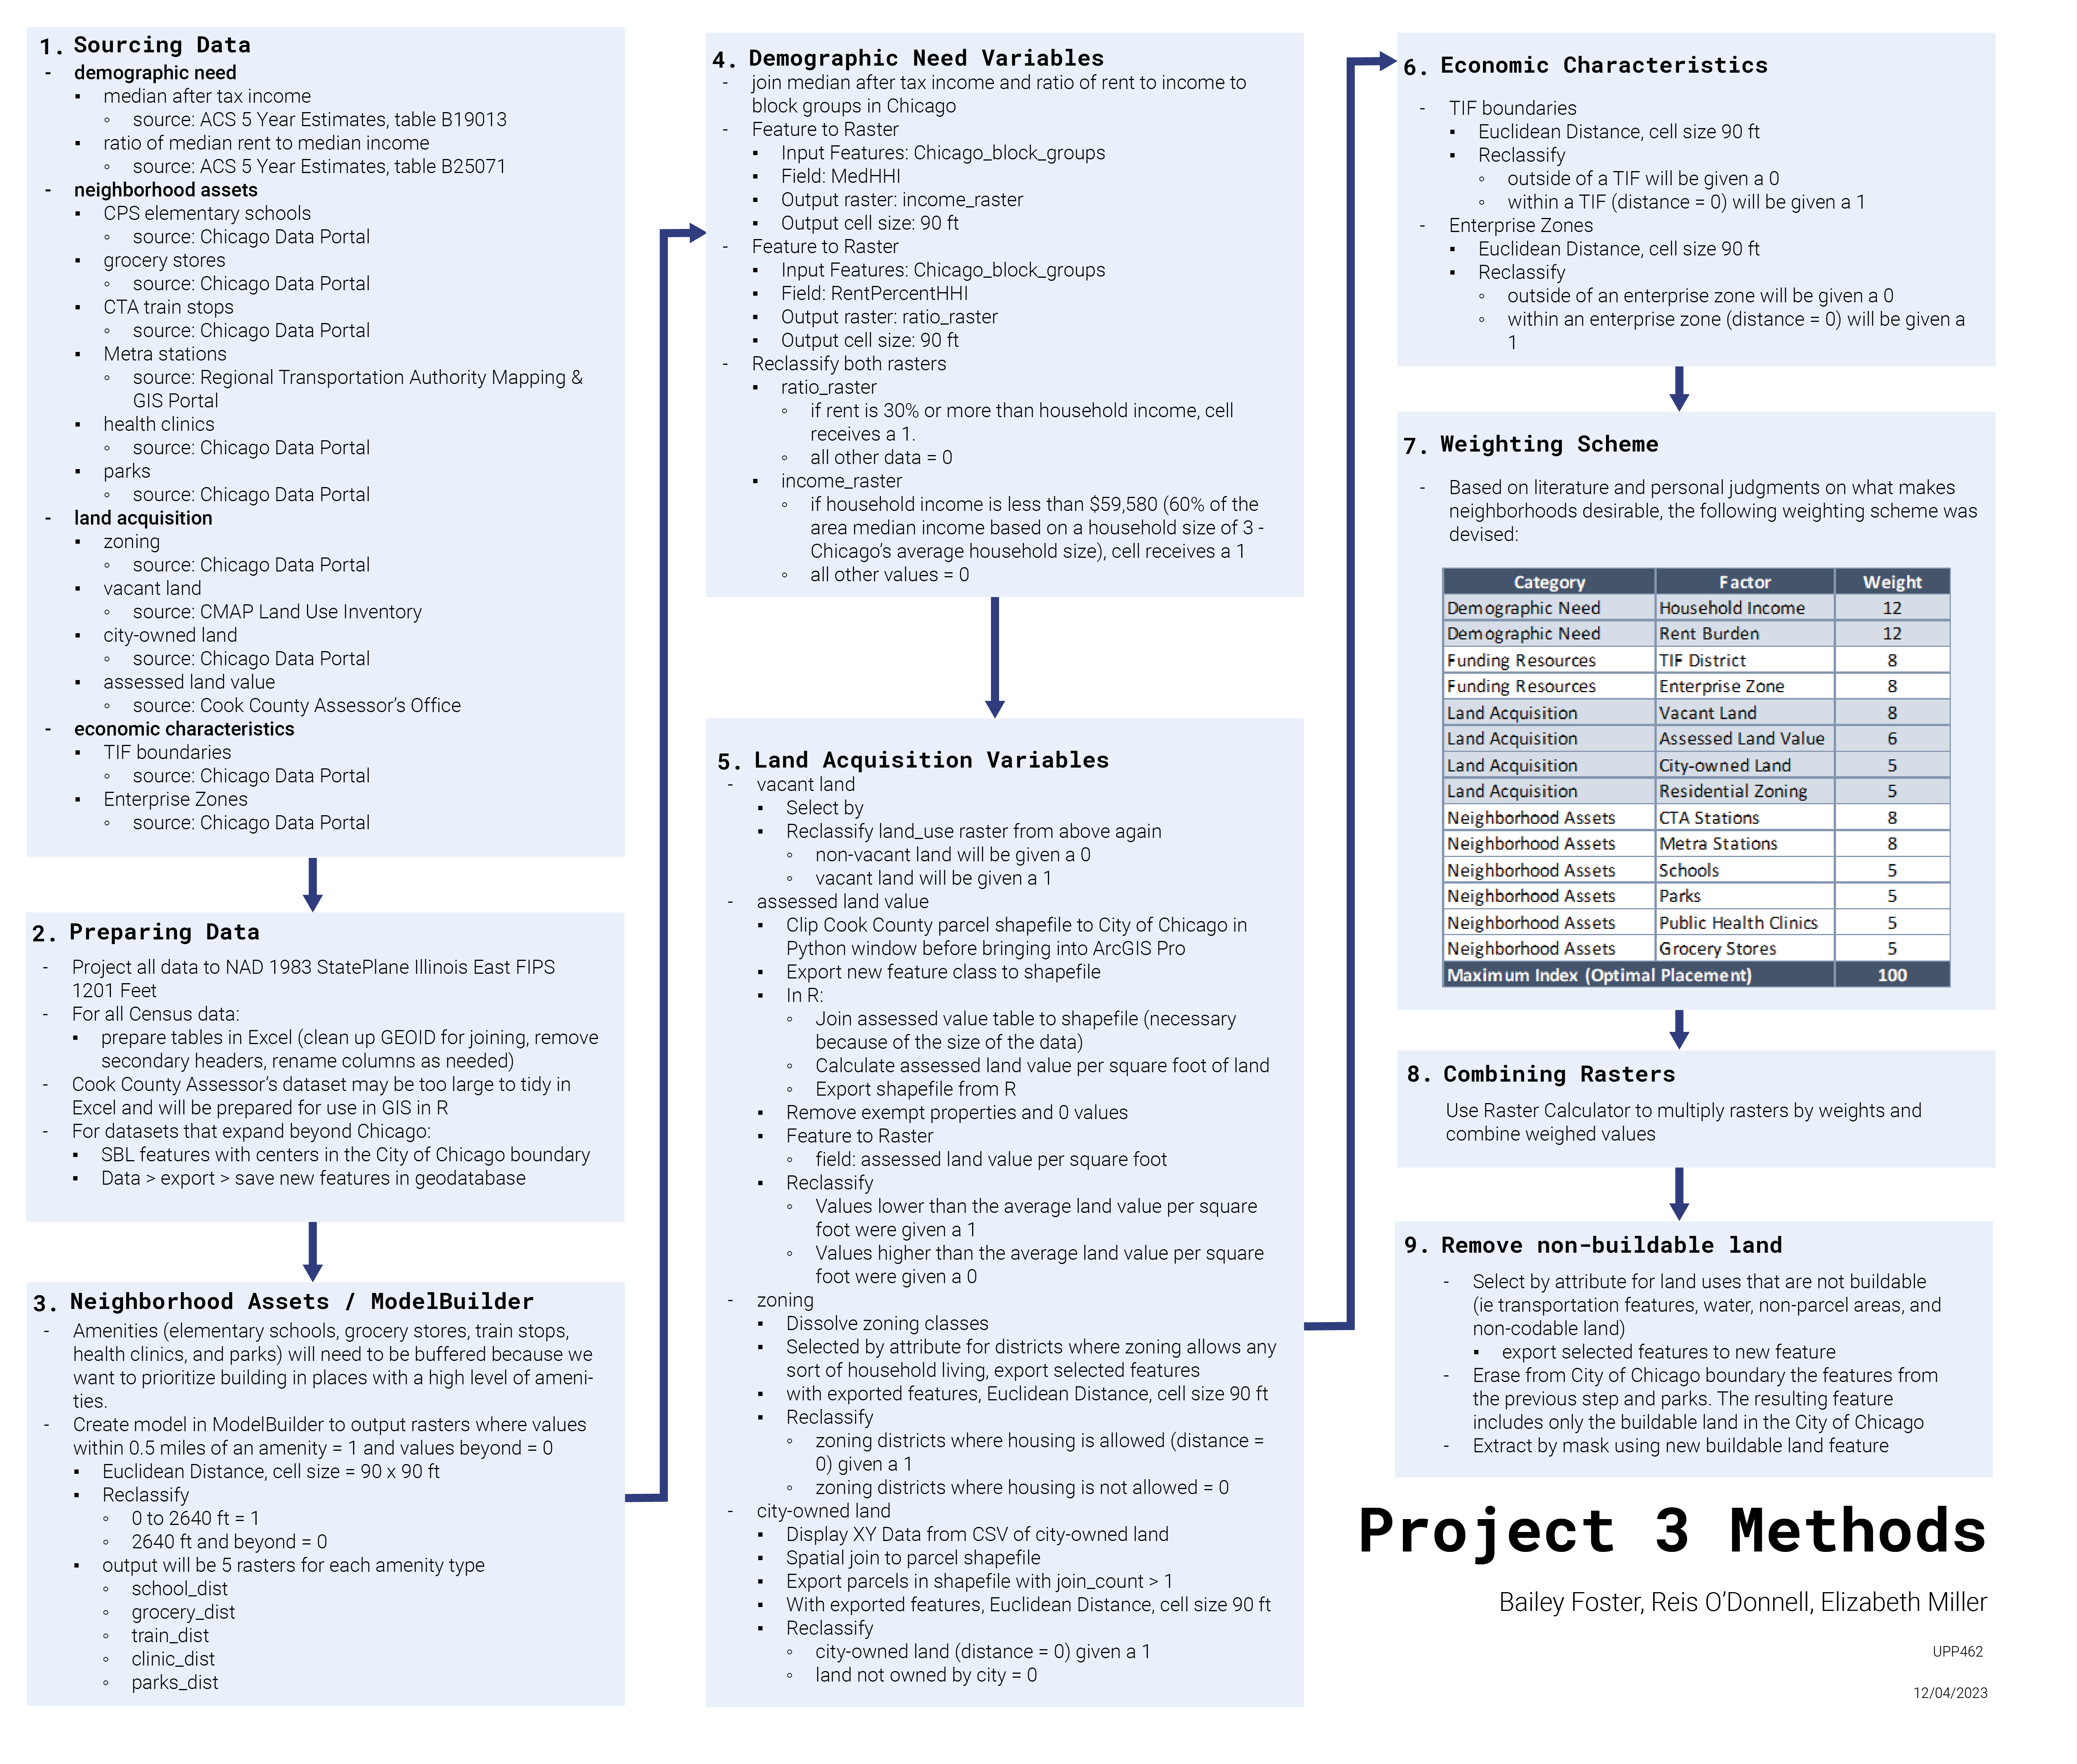 1. Sourcing Data
- demographic need
▪ median after tax income
◦ source: ACS 5 Year Estimates, table B19013
▪ ratio of median rent to median income
◦ source: ACS 5 Year Estimates, table B25071
- neighborhood assets
▪ CPS elementary schools
◦ source: Chicago Data Portal
▪ grocery stores
◦ source: Chicago Data Portal
▪ CTA train stops
◦ source: Chicago Data Portal
▪ Metra stations
◦ source: Regional Transportation Authority Mapping &
GIS Portal
▪ health clinics
◦ source: Chicago Data Portal
▪ parks
◦ source: Chicago Data Portal
- land acquisition
▪ zoning
◦ source: Chicago Data Portal
▪ vacant land
◦ source: CMAP Land Use Inventory
▪ city-owned land
◦ source: Chicago Data Portal
▪ assessed land value
◦ source: Cook County Assessor's Office
- economic characteristics
▪ TIF boundaries
◦ source: Chicago Data Portal
▪ Enterprise Zones
◦ source: Chicago Data Portal
2. Preparing Data
- Project all data to NAD 1983 StatePlane Illinois East FIPS
1201 Feet
- For all Census data:
▪ prepare tables in Excel (clean up GEOID for joining, remove
secondary headers, rename columns as needed)
- Cook County Assessor's dataset may be too large to tidy in
Excel and will be prepared for use in GIS in R
- For datasets that expand beyond Chicago:
▪ SBL features with centers in the City of Chicago boundary
▪ Data > export > save new features in geodatabase
3. Neighborhood Assets / ModelBuilder
- Amenities (elementary schools, grocery stores, train stops,
health clinics, and parks) will need to be buffered because we
want to prioritize building in places with a high level of ameni-
ties.
- Create model in ModelBuilder to output rasters where values
within 0.5 miles of an amenity = 1 and values beyond = 0
▪ Euclidean Distance, cell size = 90 x 90 ft
▪ Reclassify
◦ 0 to 2640 ft = 1
◦ 2640 ft and beyond = 0
▪ output will be 5 rasters for each amenity type
◦ school_dist
◦ grocery_dist
◦ train_dist
◦ clinic_dist
◦ parks_dist
4. Demographic Need Variables
- join median after tax income and ratio of rent to income to
block groups in Chicago
- Feature to Raster
▪ Input Features: Chicago_block_groups
▪ Field: MedHHI
▪ Output raster: income_raster
▪ Output cell size: 90 ft
- Feature to Raster
▪ Input Features: Chicago_block_groups
▪ Field: RentPercentHHI
▪ Output raster: ratio_raster
▪ Output cell size: 90 ft
- Reclassify both rasters
▪ ratio_raster
◦ if rent is 30% or more than household income, cell
receives a 1.
◦ all other data = 0
▪ income_raster
◦ if household income is less than $59,580 (60% of the
area median income based on a household size of 3 -
Chicago's average household size), cell receives a 1
◦ all other values = 0
5. Land Acquisition Variables
- vacant land
▪ Select by
▪ Reclassify land_use raster from above again
◦ non-vacant land will be given a 0
◦ vacant land will be given a 1
- assessed land value
▪ Clip Cook County parcel shapefile to City of Chicago in
Python window before bringing into ArcGIS Pro
▪ Export new feature class to shapefile
▪ In R:
◦ Join assessed value table to shapefile (necessary
because of the size of the data)
◦ Calculate assessed land value per square foot of land
◦ Export shapefile from R
▪ Remove exempt properties and 0 values
▪ Feature to Raster
◦ field: assessed land value per square foot
▪ Reclassify
◦ Values lower than the average land value per square
foot were given a 1
◦ Values higher than the average land value per square
foot were given a 0
- zoning
▪ Dissolve zoning classes
▪ Selected by attribute for districts where zoning allows any
sort of household living, export selected features
▪ with exported features, Euclidean Distance, cell size 90 ft
▪ Reclassify
◦ zoning districts where housing is allowed (distance =
0) given a 1
◦ zoning districts where housing is not allowed = 0
- city-owned land
▪ Display XY Data from CSV of city-owned land
▪ Spatial join to parcel shapefile
▪ Export parcels in shapefile with join_count > 1
▪ With exported features, Euclidean Distance, cell size 90 ft
▪ Reclassify
◦ city-owned land (distance = 0) given a 1
◦ land not owned by city = 0
6. Economic Characteristics
- TIF boundaries
▪ Euclidean Distance, cell size 90 ft
▪ Reclassify
◦ outside of a TIF will be given a 0
◦ within a TIF (distance = 0) will be given a 1
- Enterprise Zones
▪ Euclidean Distance, cell size 90 ft
▪ Reclassify
◦ outside of an enterprise zone will be given a 0
◦ within an enterprise zone (distance = 0) will be given a
1
7. Weighting Scheme
- Based on literature and personal judgments on what makes
neighborhoods desirable, the following weighting scheme was
devised:
Category Factor Weight
Demographic Need Household Income 12
Demographic Need Rent Burden 12
Funding Resources TIF District 8
Funding Resources Enterprise Zone 8
Land Acquisition Vacant Land 8
Land Acquisition Assessed Land Value 6
Land Acquisition City-owned Land 5
Land Acquisition Residential Zoning 5
Neighborhood Assets CTA Stations 8
Neighborhood Assets Metra Stations 8
Neighborhood Assets Schools 5
Neighborhood Assets Parks 5
Neighborhood Assets Public Health Clinics 5
Neighborhood Assets Grocery Stores 5
Maximum Index (Optimal Placement) 100
8. Combining Rasters
Use Raster Calculator to multiply rasters by weights and
combine weighed values
9. Remove non-buildable land
- Select by attribute for land uses that are not buildable
(ie transportation features, water, non-parcel areas, and
non-codable land)
▪ export selected features to new feature
- Erase from City of Chicago boundary the features from
the previous step and parks. The resulting feature
includes only the buildable land in the City of Chicago
- Extract by mask using new buildable land feature
Project 3 Methods
Bailey Foster, Reis O'Donnell, Elizabeth Miller
UPP462
12/04/2023